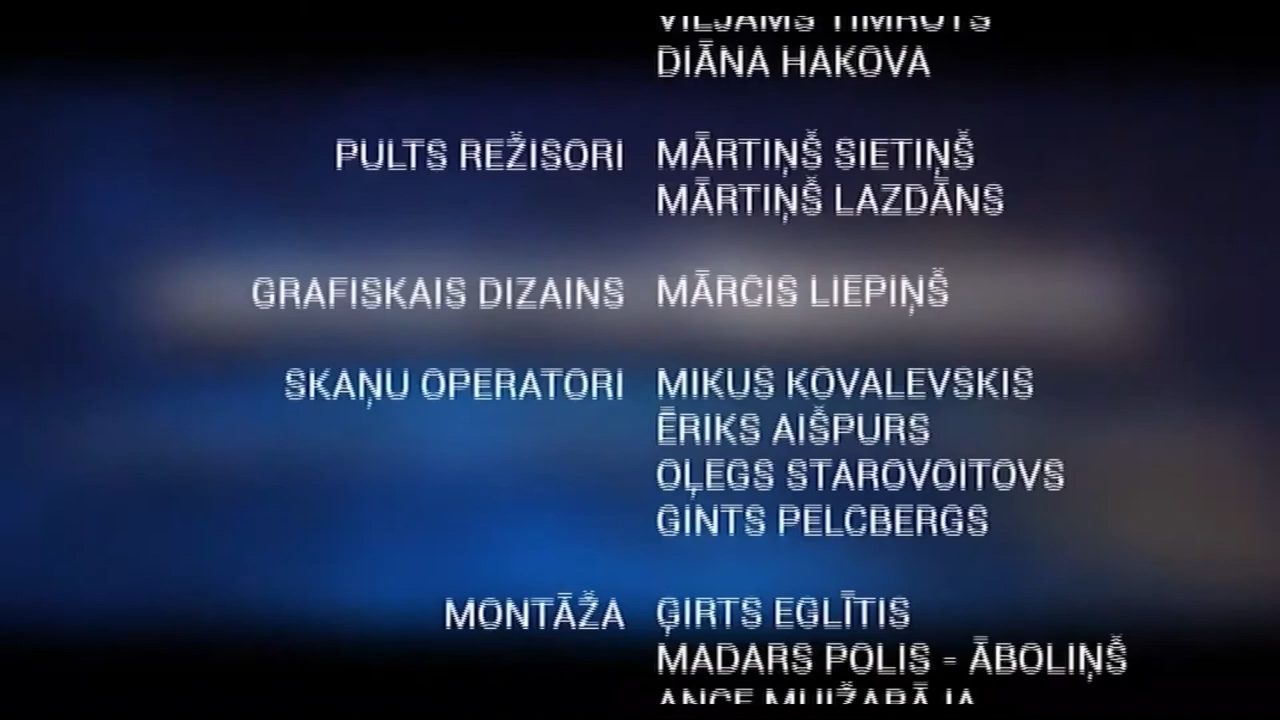 DIĀNA HAKOVA
PULTS REŽISORI MĀRTIŅŠ SIETIŅŠ
MĀRTIŅŠ LAZDĀNS
GRAFISKAIS DIZAINS MĀRCIS LIEPIŅŠ
SKAŅU OPERATORI MIKUS KOVALEVSKIS
ĒRIKS AIŠPURS
OĻEGS STAROVOITOVS
GINTS PELCBERGS
MONTĀŽA ĢIRTS EGLĪTIS
MADARS POLIS - ĀBOLIŅŠ